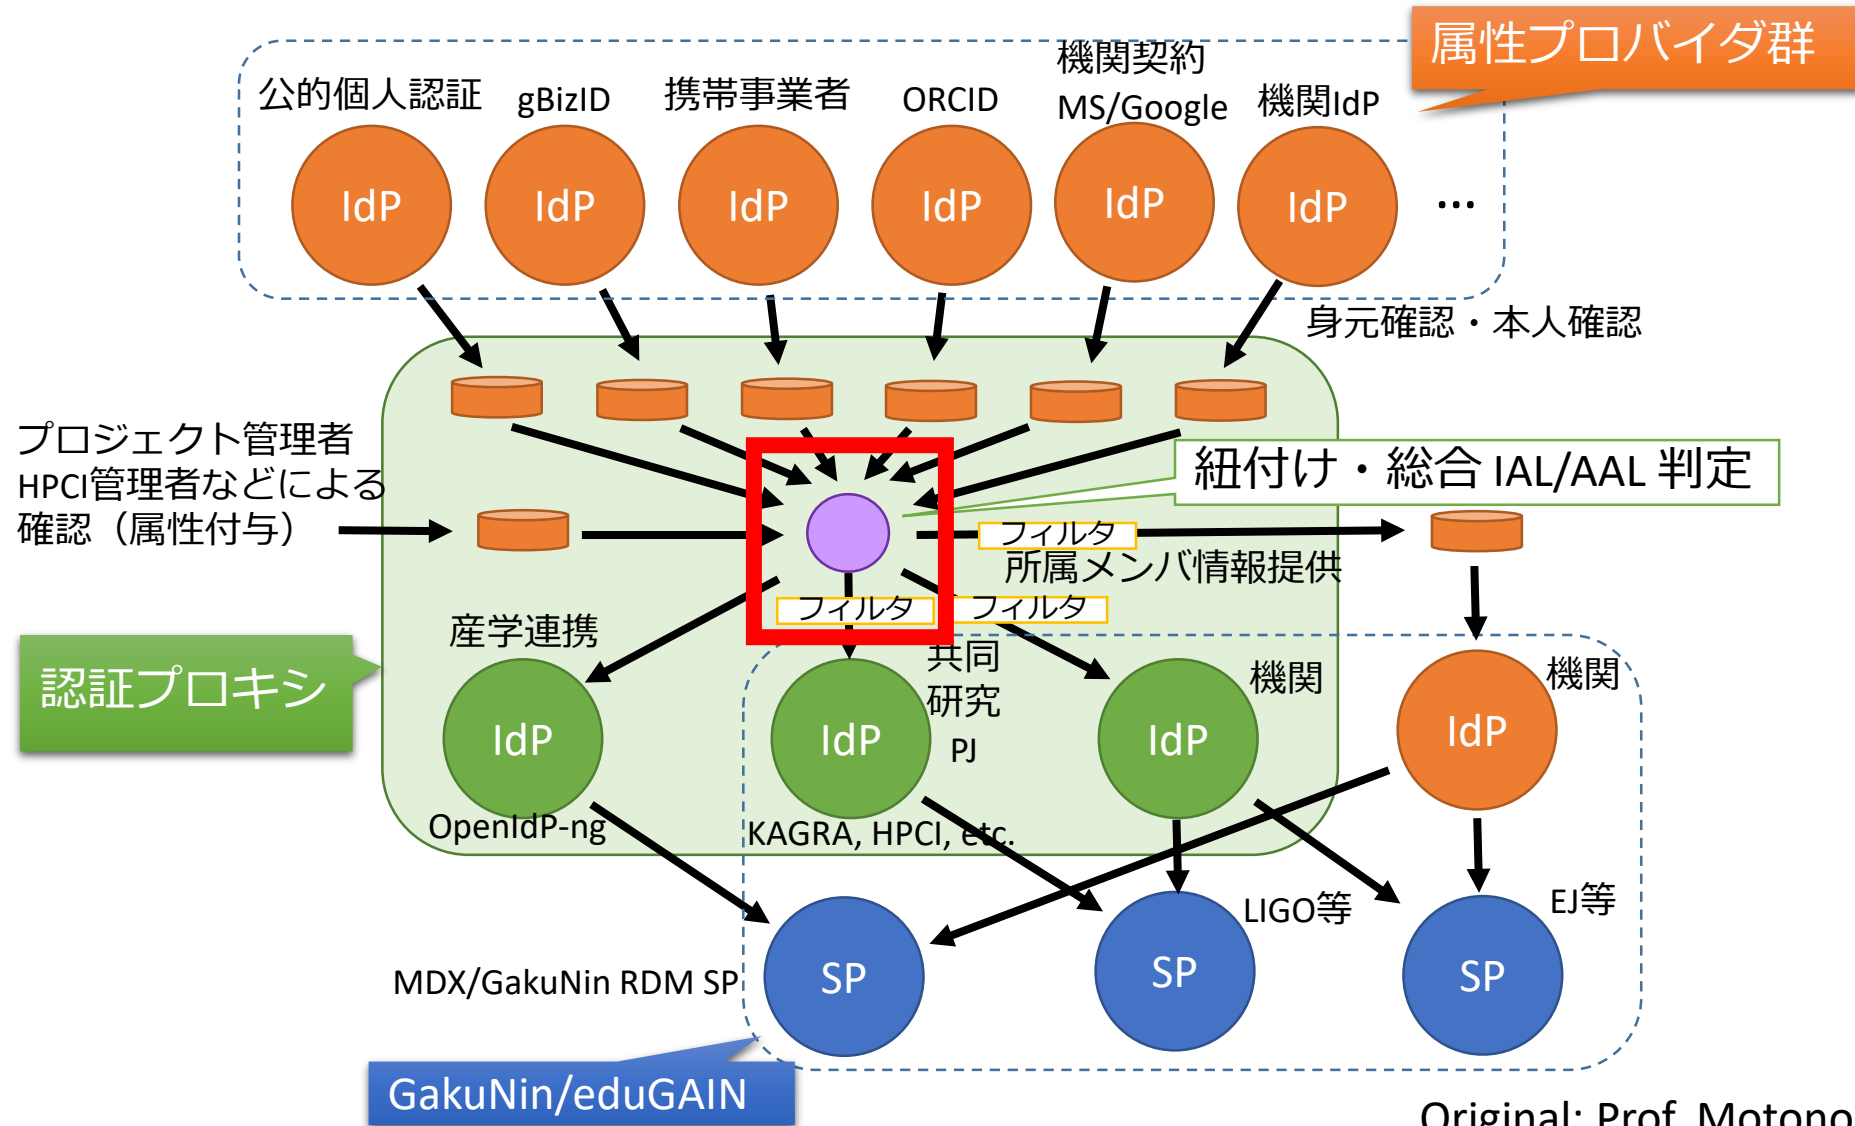 属性プロバイダ群
公的個人認証
gBizID
携帯事業者
ORCID
機関契約
MS/Google
機関IdP
IdP
IdP
IdP
IdP
IdP
IdP
…
身元確認・本人確認
プロジェクト管理者
HPCI管理者などによる
確認（属性付与）
紐付け・総合 IAL/AAL 判定
フィルタ
所属メンバ情報提供
フィルタ
フィルタ
産学連携
認証プロキシ
共同
研究
PJ
機関
機関
IdP
IdP
IdP
IdP
OpenIdP-ng
KAGRA, HPCI, etc.
LIGO等
EJ等
MDX/GakuNin RDM SP
SP
SP
SP
GakuNin/eduGAIN
Original: Prof. Motono